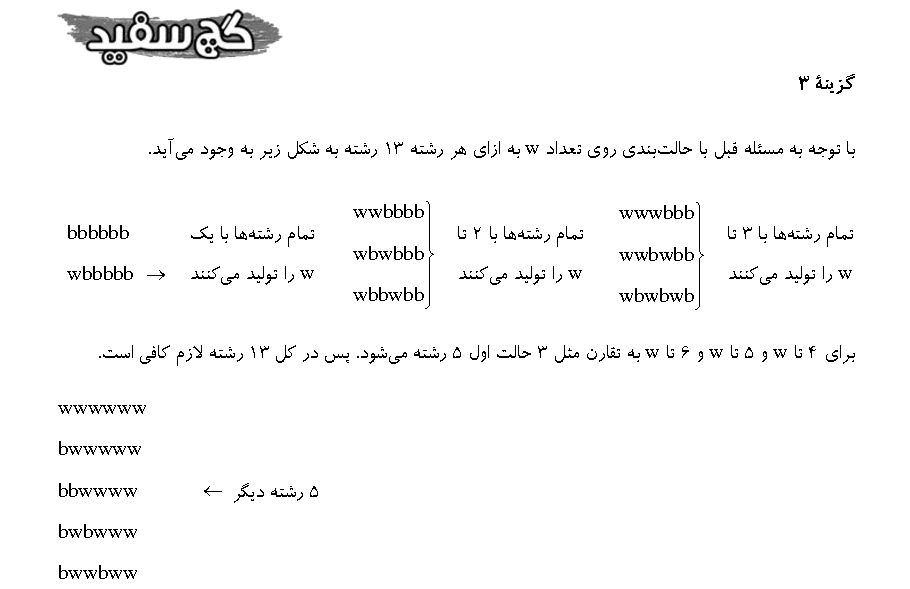 گچ سفید
گزینهٔ ۳
با توجه به مسئله قبل با حالت‌بندی روی تعداد w به ازای هر رشته ۱۳ رشته به شکل زیر به وجود می‌آید.
تمام رشته‌ها با ۳ تا
w را تولید می‌کنند
wwwbbb
wwbwbb
wbwbwb
تمام رشته‌ها با ۲ تا
w را تولید می‌کنند
wwbbbb
wbwbbb
wbbwbb
تمام رشته‌ها با یک
w را تولید می‌کنند
bbbbbb
wbbbbb →
برای ۴ تا w و ۵ تا w و ۶ تا w به تقارن مثل ۳ حالت اول ۵ رشته می‌شود. پس در کل ۱۳ رشته لازم کافی است.
wwwwww
bwwwww
bbwwww ← ۵ رشته دیگر
bwbwww
bwwbww